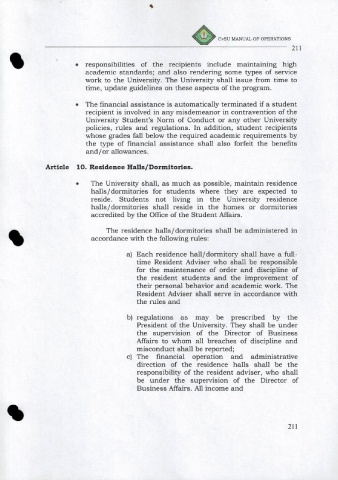 CvSU MANUAL OF OPERATIONS
211
• responsibilities of the recipients include maintaining high
academic standards; and also rendering some types of service
work to the University. The University shall issue from time to
time, update guidelines on these aspects of the program.
• The financial assistance is automatically terminated if a student
recipient is involved in any misdemeanor in contravention of the
University Student's Norm of Conduct or any other University
policies, rules and regulations. In addition, student recipients
whose grades fall below the required academic requirements by
the type of financial assistance shall also forfeit the benefits
and/or allowances.
Article 10. Residence Halls/Dormitories.
• The University shall, as much as possible, maintain residence
halls/dormitories for students where they are expected to
reside. Students not living in the University residence
halls/dormitories shall reside in the homes or dormitories
accredited by the Office of the Student Affairs.
The residence halls/dormitories shall be administered in
accordance with the following rules:
a) Each residence hall/dormitory shall have a full-
time Resident Adviser who shall be responsible
for the maintenance of order and discipline of
the resident students and the improvement of
their personal behavior and academic work. The
Resident Adviser shall serve in accordance with
the rules and
b) regulations as may be prescribed by the
President of the University. They shall be under
the supervision of the Director of Business
Affairs to whom all breaches of discipline and
misconduct shall be reported;
c) The financial operation and administrative
direction of the residence halls shall be the
responsibility of the resident adviser, who shall
be under the supervision of the Director of
Business Affairs. All income and
211